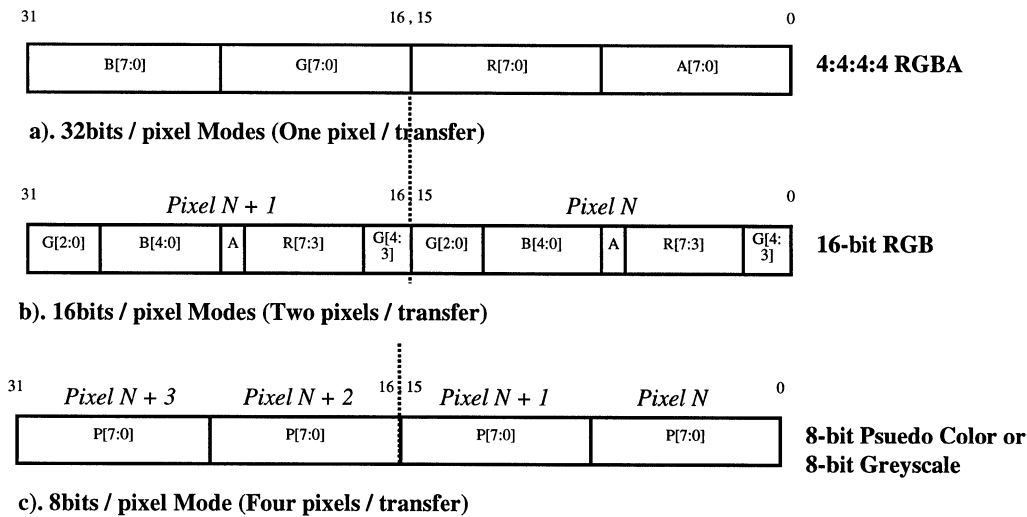 31 16 , 15 0
B[7:0] G[7:0] R[7:0] A[7:0] 4:4:4:4 RGBA
a). 32bits / pixel Modes (One pixel / transfer)
31 Pixel N + 1 16 15 Pixel N 0
G[2:0] B[4:0] A R[7:3] G[4: G[2:0] B[4:0] A R[7:3] G[4: 16-bit RGB
3] 3]
b). 16bits / pixel Modes (Two pixels / transfer)
31 Pixel N + 3 Pixel N + 2 16 15 Pixel N + 1 Pixel N 0
P[7:0] P[7:0] P[7:0] P[7:0] 8-bit Psuedo Color or
8-bit Greyscale
c). 8bits / pixel Mode (Four pixels / transfer)